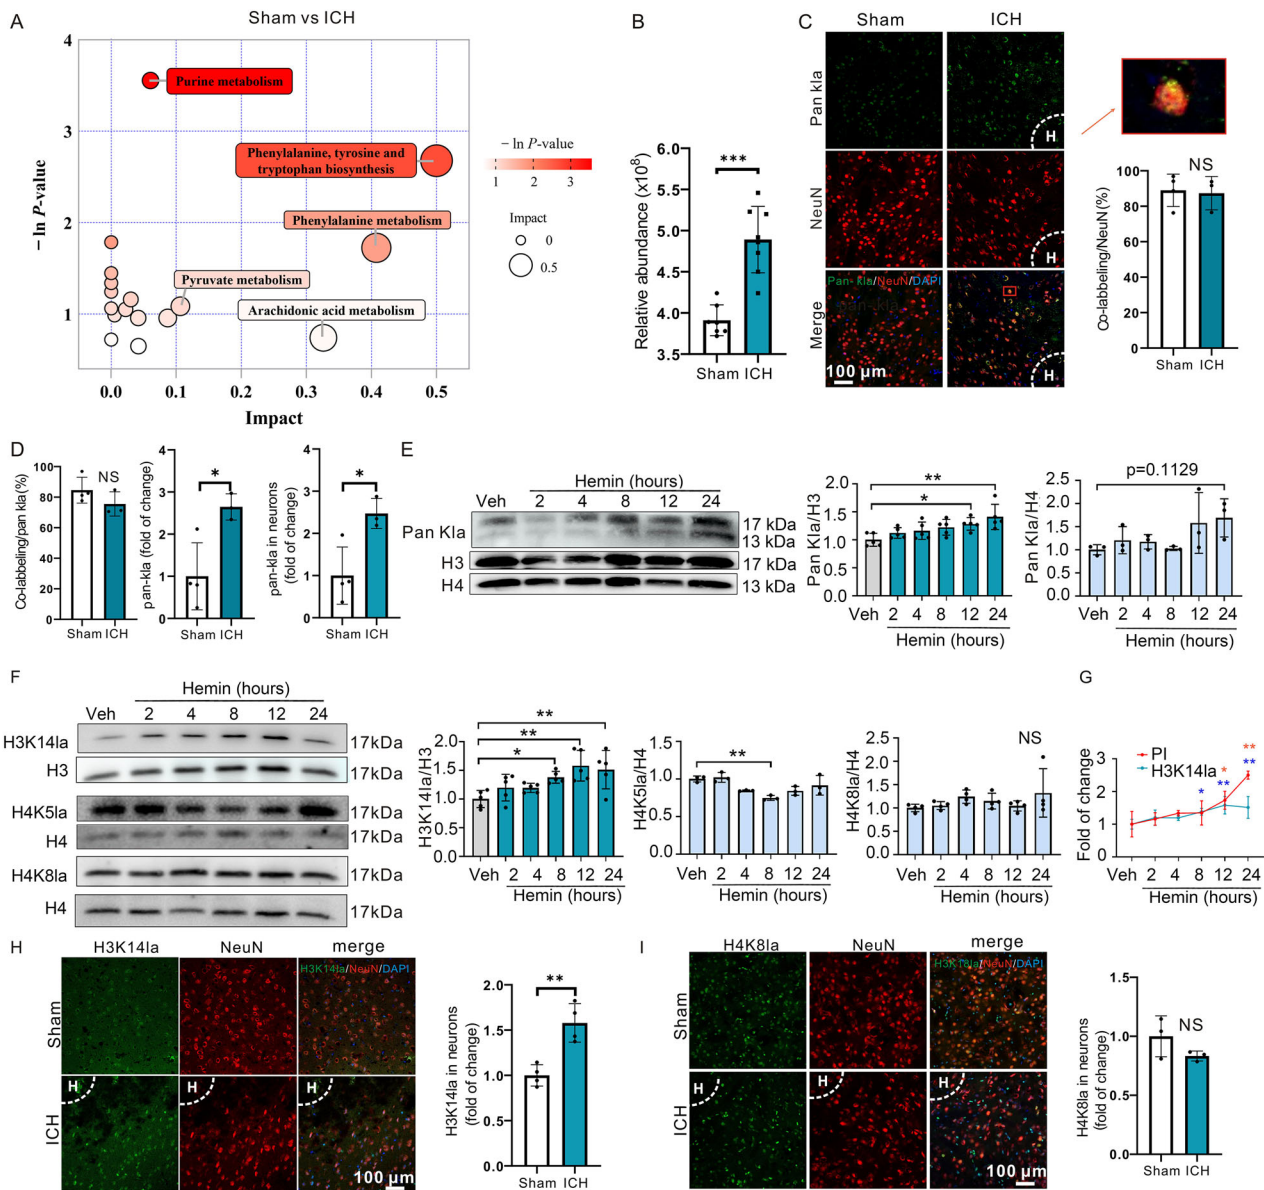 A
Sham vs ICH
4
3
2
1
− ln P-value
Purine metabolism
Phenylalanine, tyrosine and
tryptophan biosynthesis
Phenylalanine metabolism
Pyruvate metabolism
Arachidonic acid metabolism
0.0 0.1 0.2 0.3 0.4 0.5
Impact
− ln P-value
1 2 3
Impact
0
0.5
B
Relative abundance (x10⁸)
6.0
5.5
5.0
4.5
4.0
3.5
***
Sham ICH
C
Sham ICH
Pan kla
H
NeuN
H
Merge
Pan-kla/NeuN/DAPI
H
100 μm
Co-labbeling/NeuN(%)
100
80
60
40
20
0
NS
Sham ICH
D
Co-labbeling/pan kla(%)
100
80
60
40
20
0
NS
Sham ICH
pan-kla (fold of change)
4
3
2
1
0
*
Sham ICH
pan-kla in neurons
(fold of change)
4
3
2
1
0
*
Sham ICH
E
Hemin (hours)
Veh 2 4 8 12 24
Pan Kla
17 kDa
13 kDa
H3 17 kDa
H4 13 kDa
Pan Kla/H3
2.0
1.5
1.0
0.5
0.0
**
*
Veh 2 4 8 12 24
Hemin (hours)
p=0.1129
Pan Kla/H4
3
2
1
0
Veh 2 4 8 12 24
Hemin (hours)
F
Hemin (hours)
Veh 2 4 8 12 24
H3K14la 17kDa
H3 17kDa
H4K5la 17kDa
H4 17kDa
H4K8la 17kDa
H4 17kDa
H3K14la/H3
2.0
1.5
1.0
0.5
0.0
**
**
*
Veh 2 4 8 12 24
Hemin (hours)
H4K5la/H4
1.5
1.0
0.5
0.0
**
Veh 2 4 8 12 24
Hemin (hours)
H4K8la/H4
2.5
2.0
1.5
1.0
0.5
0.0
NS
Veh 2 4 8 12 24
Hemin (hours)
G
Fold of change
4
3
2
1
0
PI
H3K14la
*
*
**
**
**
Veh 2 4 8 12 24
Hemin (hours)
H
H3K14la NeuN merge
H3K14la/NeuN/DAPI
Sham
ICH
H H H
100 μm
H3K14la in neurons
(fold of change)
2.0
1.5
1.0
0.5
0.0
**
Sham ICH
I
H4K8la NeuN merge
H3K18la/NeuN/DAPI
Sham
ICH
H H H
100 μm
H4K8la in neurons
(fold of change)
1.5
1.0
0.5
0.0
NS
Sham ICH